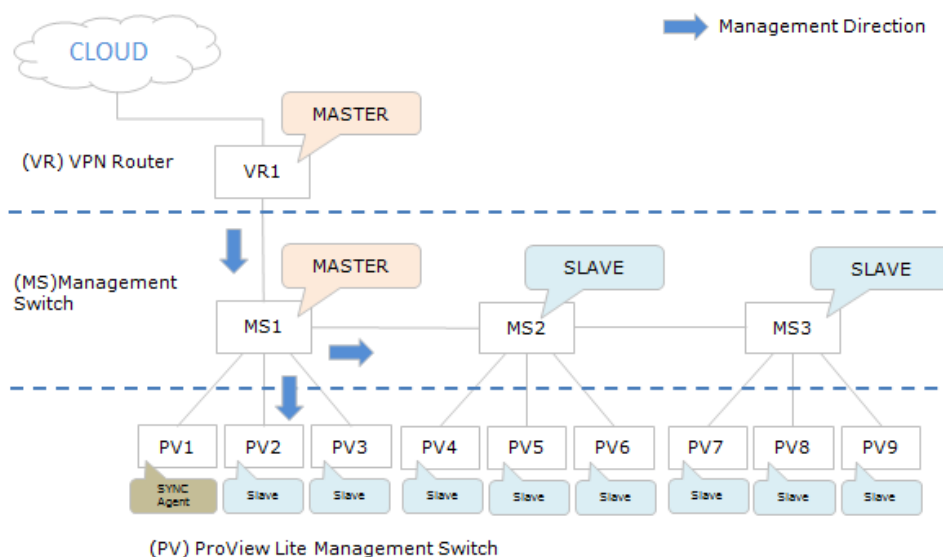 Management Direction
CLOUD
MASTER
(VR) VPN Router
VR1
MASTER
SLAVE
SLAVE
(MS)Management
Switch
MS1
MS2
MS3
PV1
PV2
PV3
PV4
PV5
PV6
PV7
PV8
PV9
SYNC
Agent
Slave
Slave
Slave
Slave
Slave
Slave
Slave
Slave
(PV) ProView Lite Management Switch